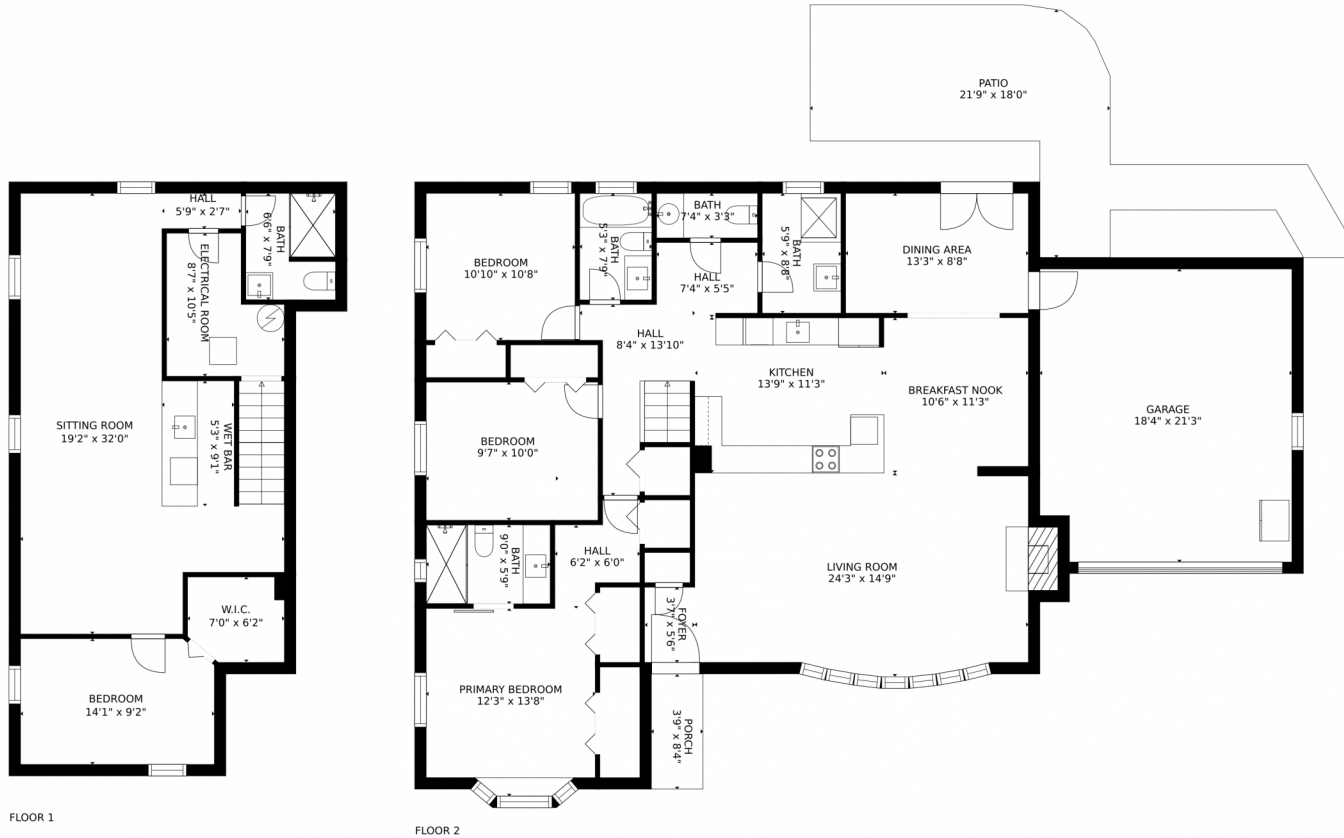 PATIO
21'9" x 18'0"
HALL
5'9" x 2'7"
BATH
6'6" x 7'9"
ELECTRICAL ROOM
8'7" x 10'5"
SITTING ROOM
19'2" x 32'0"
WET BAR
5'3" x 9'1"
W.I.C.
7'0" x 6'2"
BEDROOM
14'1" x 9'2"
FLOOR 1
BEDROOM
10'10" x 10'8"
BATH
5'3" x 7'9"
BATH
7'4" x 3'3"
HALL
7'4" x 5'5"
BATH
5'9" x 8'8"
DINING AREA
13'3" x 8'8"
HALL
8'4" x 13'10"
KITCHEN
13'9" x 11'3"
BREAKFAST NOOK
10'6" x 11'3"
GARAGE
18'4" x 21'3"
BEDROOM
9'7" x 10'0"
BATH
9'0" x 5'9"
HALL
6'2" x 6'0"
LIVING ROOM
24'3" x 14'9"
FOYER
3'7" x 5'6"
PRIMARY BEDROOM
12'3" x 13'8"
PORCH
3'9" x 8'4"
FLOOR 2